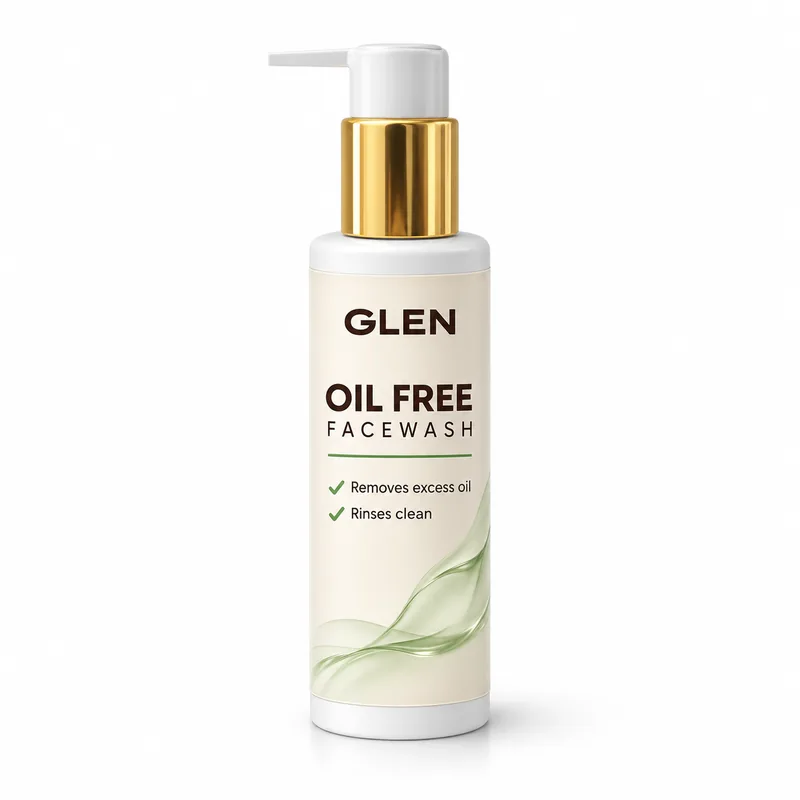 GLEN
OIL FREE
FACEWASH
Removes excess oil
Rinses clean